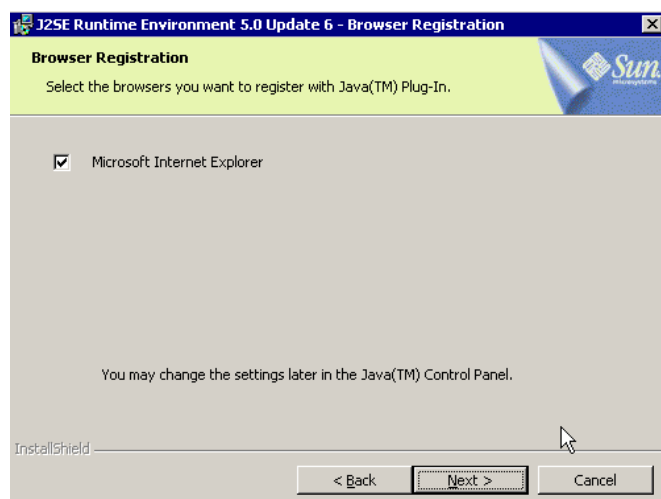 J2SE Runtime Environment 5.0 Update 6 - Browser Registration
Browser Registration
Select the browsers you want to register with Java(TM) Plug-In.
Sun.
microsystems
Microsoft Internet Explorer
You may change the settings later in the Java(TM) Control Panel.
InstallShield
< Back
Next >
Cancel